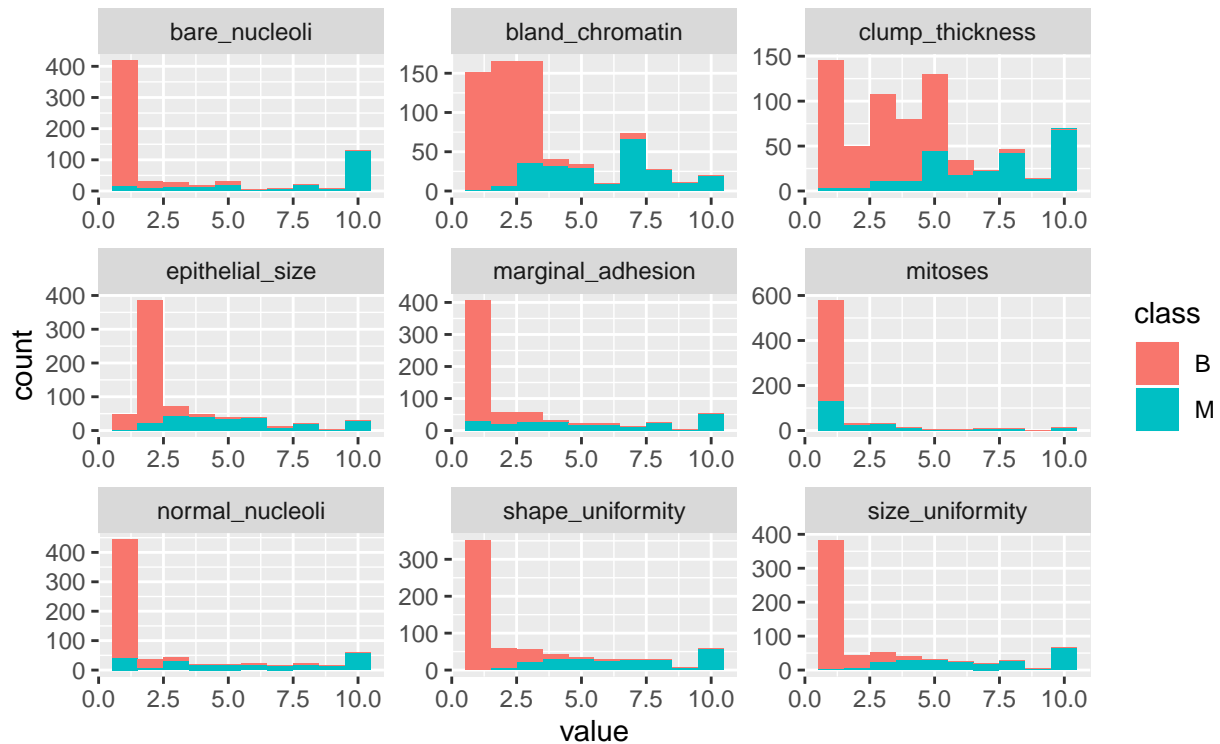 bare_nucleoli
bland_chromatin
clump_thickness
400
300
200
100
0
0.0 2.5 5.0 7.5 10.0
150
100
50
0
0.0 2.5 5.0 7.5 10.0
150
100
50
0
0.0 2.5 5.0 7.5 10.0
epithelial_size
marginal_adhesion
mitoses
400
300
200
100
0
0.0 2.5 5.0 7.5 10.0
400
300
200
100
0
0.0 2.5 5.0 7.5 10.0
600
400
200
0
0.0 2.5 5.0 7.5 10.0
normal_nucleoli
shape_uniformity
size_uniformity
400
300
200
100
0
0.0 2.5 5.0 7.5 10.0
300
200
100
0
0.0 2.5 5.0 7.5 10.0
400
300
200
100
0
0.0 2.5 5.0 7.5 10.0
count
value
class
B
M